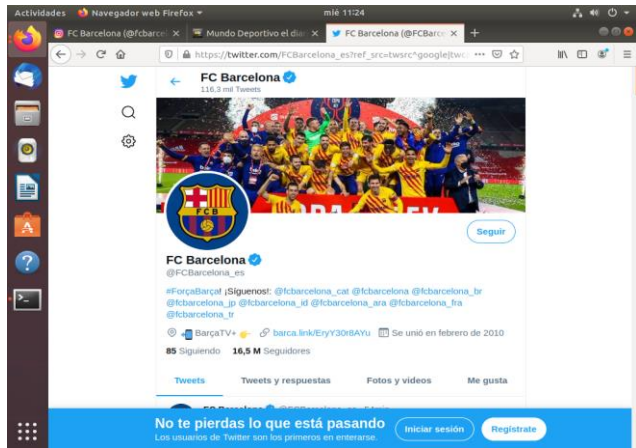 Actividades Navegador web Firefox mié 11:24
FC Barcelona (@fcbarcel Mundo Deportivo el diar FC Barcelona (@FCBarce
https://twitter.com/FCBarcelona_es?ref_src=twsrc^google|twc
FC Barcelona
116,3 mil Tweets
FCB
Seguir
FC Barcelona
@FCBarcelona_es
#ForçaBarça! ¡Síguenos!: @fcbarcelona_cat @fcbarcelona @fcbarcelona_br
@fcbarcelona_jp @fcbarcelona_id @fcbarcelona_ara @fcbarcelona_fra
@fcbarcelona_tr
BarçaTV+ barca.link/EryY30r8AYu Se unió en febrero de 2010
85 Siguiendo 16,5 M Seguidores
Tweets Tweets y respuestas Fotos y videos Me gusta
No te pierdas lo que está pasando
Los usuarios de Twitter son los primeros en enterarse.
Iniciar sesión Regístrate